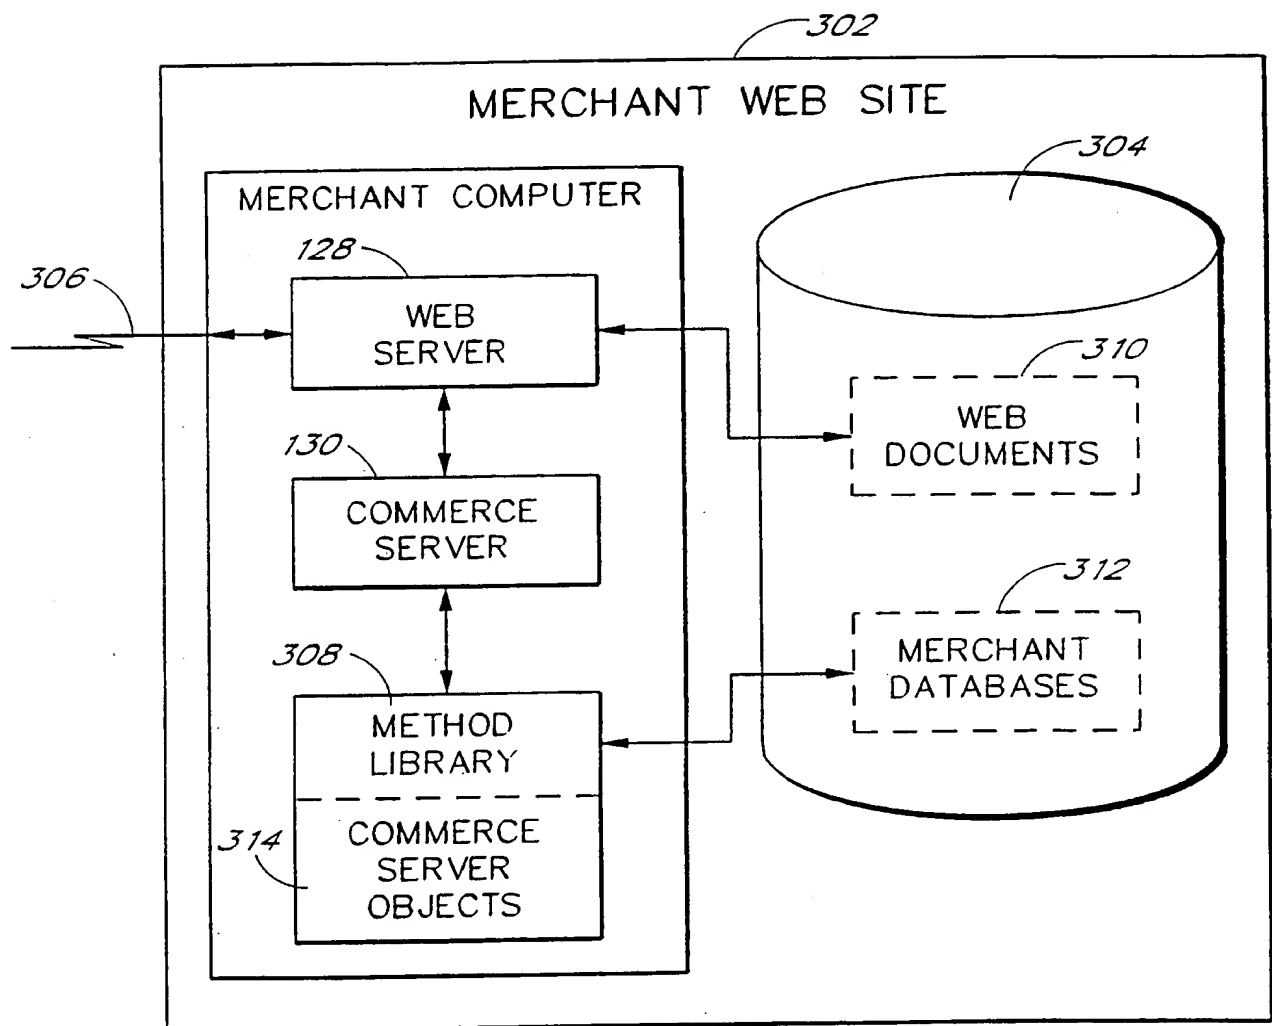 302
MERCHANT WEB SITE
304
MERCHANT COMPUTER
128
306
WEB
SERVER
310
WEB
DOCUMENTS
130
COMMERCE
SERVER
312
MERCHANT
DATABASES
308
METHOD
LIBRARY
314
COMMERCE
SERVER
OBJECTS